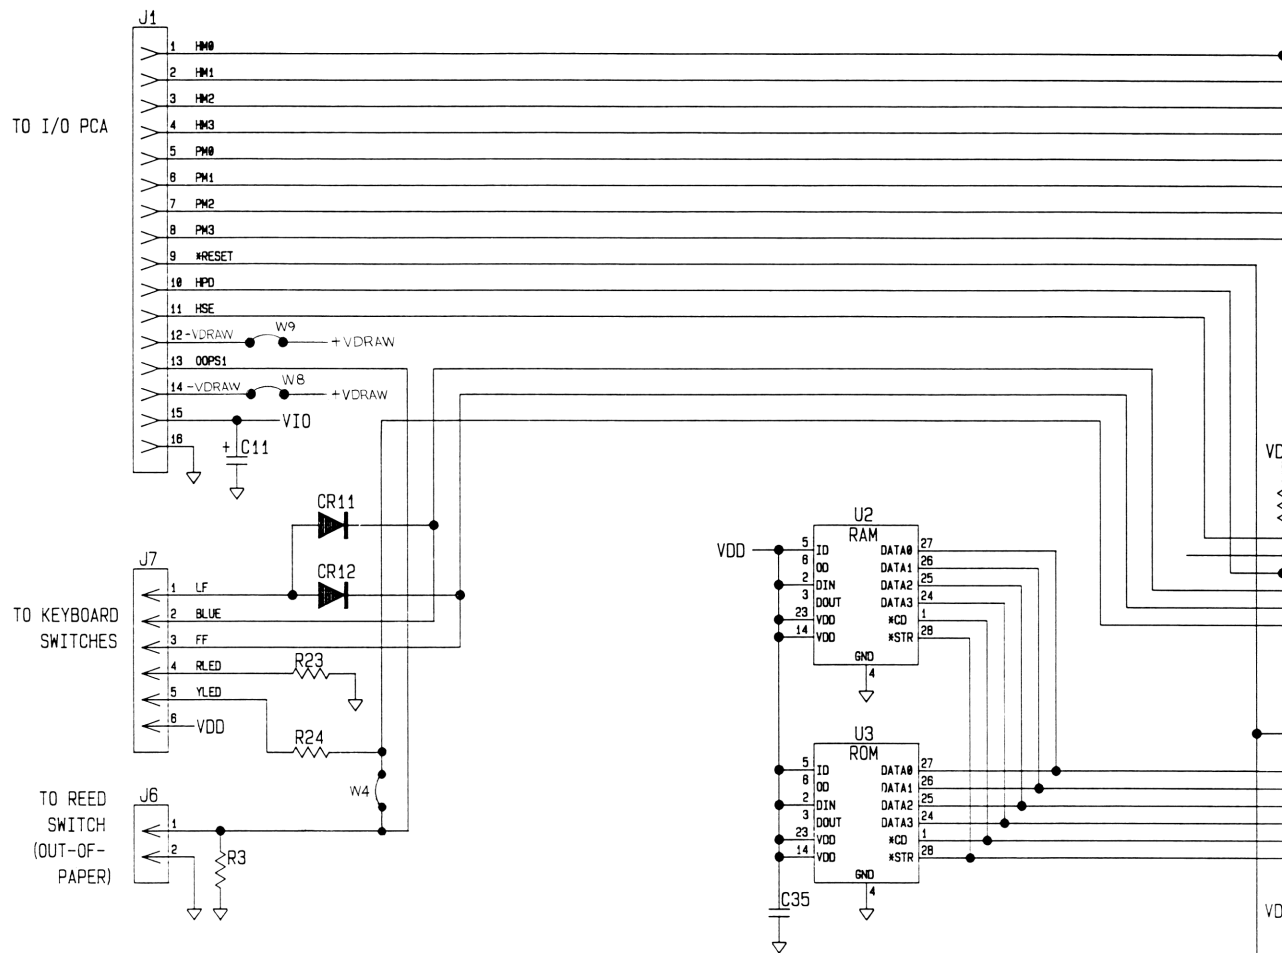 J1
1 HM0
2 HM1
3 HM2
TO I/O PCA
4 HM3
5 PM0
6 PM1
7 PM2
8 PM3
9 *RESET
10 HPD
11 HSE
12 -VDRAW W9 +VDRAW
13 OOPS1
14 -VDRAW W8 +VDRAW
15 VIO
16
+ C11
VD
CR11
J7
CR12
TO KEYBOARD
SWITCHES
1 LF
2 BLUE
3 FF
4 RLED R23
5 YLED
6 VDD
R24
W4
TO REED
SWITCH
(OUT-OF-
PAPER)
J6
1
2
R3
U2
RAM
VDD
5 ID DATA0 27
6 OD DATA1 26
2 DIN DATA2 25
3 DOUT DATA3 24
23 VDD *CD 1
14 VDD *STR 28
GND
4
U3
ROM
5 ID DATA0 27
6 OD DATA1 26
2 DIN DATA2 25
3 DOUT DATA3 24
23 VDD *CD 1
14 VDD *STR 28
GND
4
C35
VD